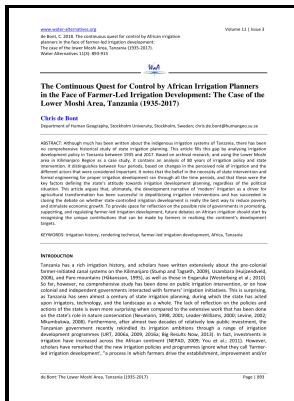 www.water-alternatives.org Volume 11 | Issue 3
de Bont, C. 2018. The continuous quest for control by African irrigation
planners in the face of farmer-led irrigation development:
The case of the lower Moshi Area, Tanzania (1935-2017).
Water Alternatives 11(3): 893-915
The Continuous Quest for Control by African Irrigation Planners
in the Face of Farmer-Led Irrigation Development: The Case of the
Lower Moshi Area, Tanzania (1935-2017)
Chris de Bont
Department of Human Geography, Stockholm University, Stockholm, Sweden; chris.de.bont@humangeo.su.se
ABSTRACT: Although much has been written about the indigenous irrigation systems of Tanzania, there has been
no comprehensive historical study of state irrigation planning. This article fills this gap by analysing irrigation
development policy in Tanzania between 1935 and 2017. Based on archival research, and using the Lower Moshi
area in Kilimanjaro Region as a case study, it contains an analysis of 80 years of irrigation policy and state
intervention. It distinguishes between four periods, based on changes in the perceived role of irrigation and the
different actors that were considered important. It notes that the belief in the necessity of state intervention and
formal engineering for proper irrigation development ran through all the time periods, and that these were the
key factors defining the state's attitude towards irrigation development planning, regardless of the political
situation. This article argues that, ultimately, the development narrative of 'modern' irrigation as a driver for
agricultural transformation has been successful in depoliticising irrigation interventions and has succeeded in
closing the debate on whether state-controlled irrigation development is really the best way to reduce poverty
and stimulate economic growth. To provide space for reflection on the possible role of governments in promoting,
supporting, and regulating farmer-led irrigation development, future debates on African irrigation should start by
recognising the unique contributions that can be made by farmers in realising the continent's development
targets.
KEYWORDS: Irrigation history, rendering technical, farmer-led irrigation development, Africa, Tanzania
INTRODUCTION
Tanzania has a rich irrigation history, and scholars have written extensively about the pre-colonial
farmer-initiated canal systems on the Kilimanjaro (Stump and Tagseth, 2009), Usambara (Huijzendveld,
2008), and Pare mountains (Håkansson, 1995), as well as those in Engaruka (Westerberg et al., 2010).
So far, however, no comprehensive study has been done on public irrigation intervention, or on how
colonial and independent governments interacted with farmers' irrigation initiatives. This is surprising,
as Tanzania has seen almost a century of state irrigation planning, during which the state has acted
upon irrigators, technology, and the landscape as a whole. The lack of reflection on the policies and
actions of the state is even more surprising when compared to the extensive work that has been done
on the state's role in nature conservation (Neumann, 1998, 2001; Leader-Williams, 2000; Levine, 2002;
Mkumbukwa, 2008). Furthermore, after almost two decades of relatively low public investment, the
Tanzanian government recently rekindled its irrigation ambitions through a range of irrigation
development programmes (URT, 2006a, 2009, 2016a; Big Results Now, 2013). In fact, investments in
irrigation have increased across the African continent (NEPAD, 2003; You et al., 2011). However,
scholars have remarked that the new irrigation policies and programmes ignore what they call 'farmer-
led irrigation development', "a process in which farmers drive the establishment, improvement and/or
de Bont: The Lower Moshi Area, Tanzania (1935-2017) Page | 893